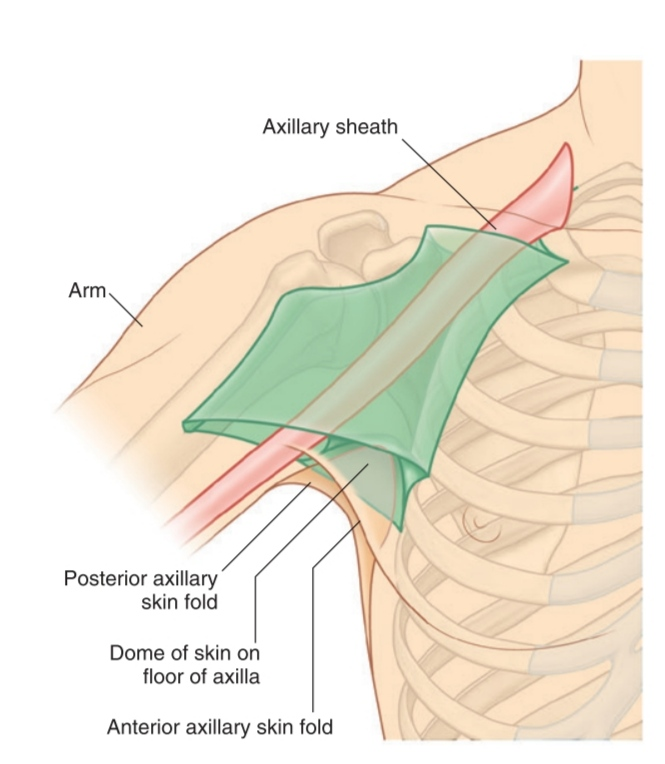 Axillary sheath
Arm
Posterior axillary
skin fold
Dome of skin on
floor of axilla
Anterior axillary skin fold